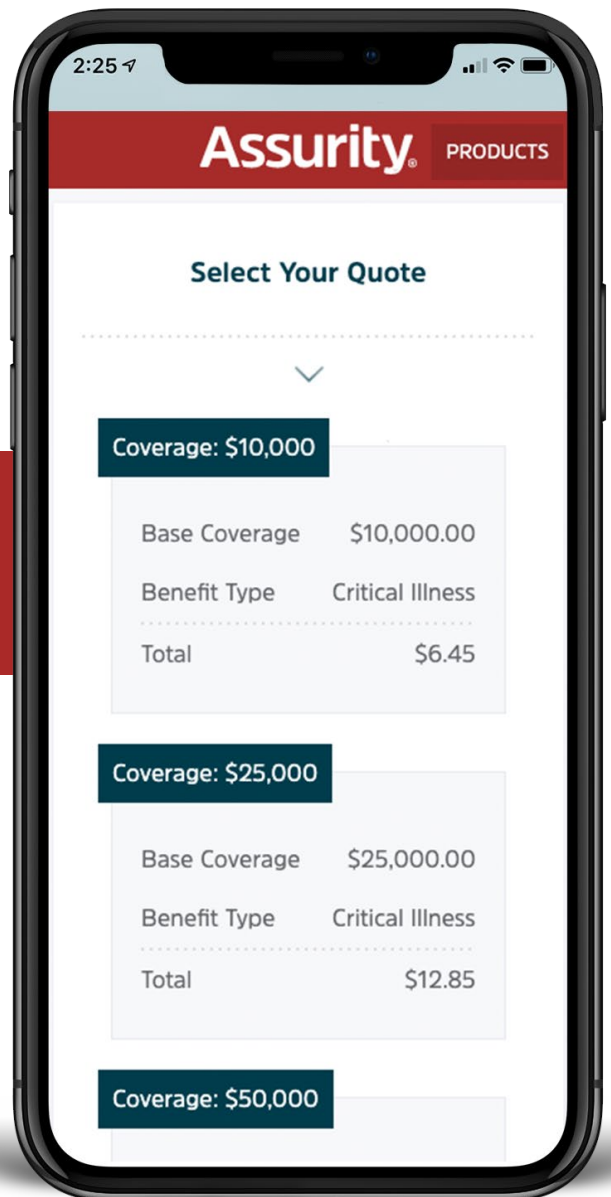 2:25
Assurity®
PRODUCTS
Select Your Quote
Coverage: $10,000
Base Coverage $10,000.00
Benefit Type Critical Illness
Total $6.45
Coverage: $25,000
Base Coverage $25,000.00
Benefit Type Critical Illness
Total $12.85
Coverage: $50,000